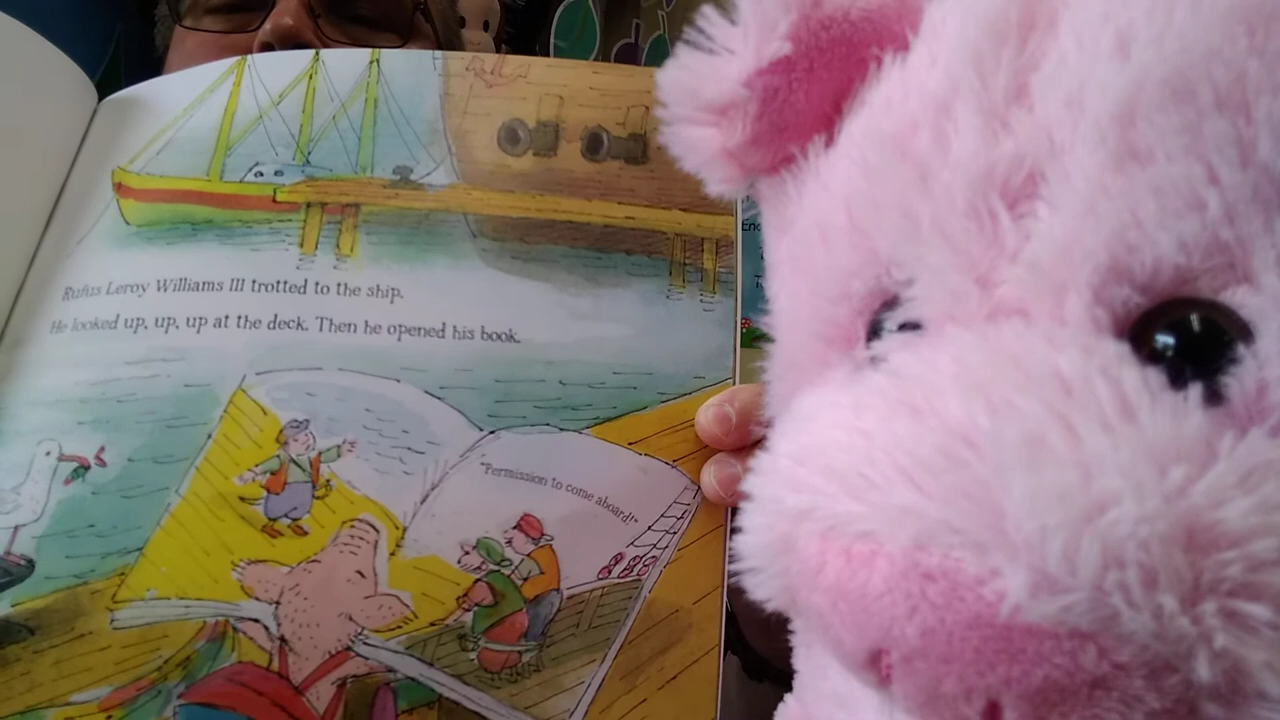 Rufus Leroy Williams III trotted to the ship.
He looked up, up, up at the deck. Then he opened his book.
"Permission to come aboard!"